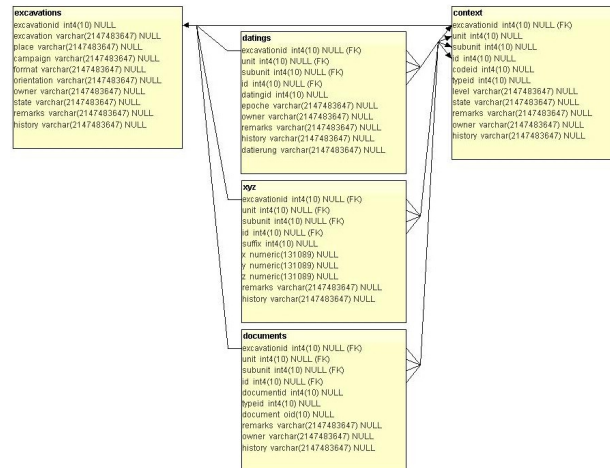 excavations
excavationid int4(10) NULL
excavation varchar(2147483647) NULL
place varchar(2147483647) NULL
campaign varchar(2147483647) NULL
format varchar(2147483647) NULL
orientation varchar(2147483647) NULL
owner varchar(2147483647) NULL
state varchar(2147483647) NULL
remarks varchar(2147483647) NULL
history varchar(2147483647) NULL
datings
excavationid int4(10) NULL (FK)
unit int4(10) NULL (FK)
subunit int4(10) NULL (FK)
id int4(10) NULL (FK)
datingid int4(10) NULL
epoche varchar(2147483647) NULL
owner varchar(2147483647) NULL
remarks varchar(2147483647) NULL
history varchar(2147483647) NULL
datierung varchar(2147483647) NULL
xyz
excavationid int4(10) NULL (FK)
unit int4(10) NULL (FK)
subunit int4(10) NULL (FK)
id int4(10) NULL (FK)
suffix int4(10) NULL
x numeric(131089) NULL
y numeric(131089) NULL
z numeric(131089) NULL
remarks varchar(2147483647) NULL
history varchar(2147483647) NULL
documents
excavationid int4(10) NULL (FK)
unit int4(10) NULL (FK)
subunit int4(10) NULL (FK)
id int4(10) NULL (FK)
documentid int4(10) NULL
typeid int4(10) NULL
document oid(10) NULL
remarks varchar(2147483647) NULL
owner varchar(2147483647) NULL
history varchar(2147483647) NULL
context
excavationid int4(10) NULL (FK)
unit int4(10) NULL
subunit int4(10) NULL
id int4(10) NULL
codeid int4(10) NULL
typeid int4(10) NULL
level varchar(2147483647) NULL
state varchar(2147483647) NULL
remarks varchar(2147483647) NULL
owner varchar(2147483647) NULL
history varchar(2147483647) NULL